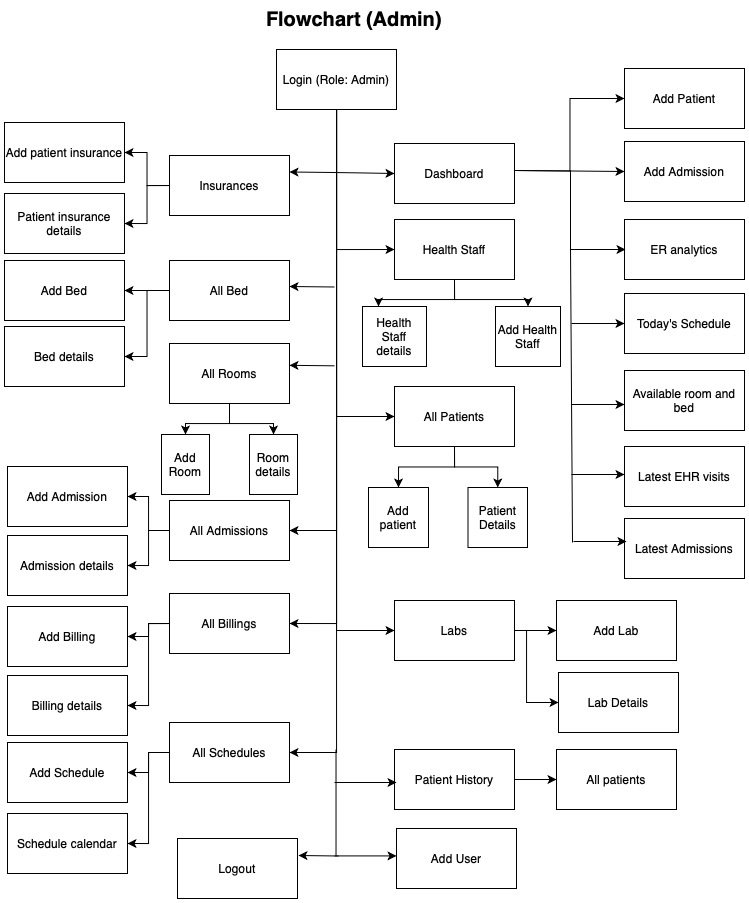 Flowchart (Admin)
Login (Role: Admin)
Add Patient
Add patient insurance
Insurances
Dashboard
Add Admission
Patient insurance
details
Health Staff
ER analytics
Add Bed
All Bed
Health
Staff
details
Add Health
Staff
Today's Schedule
Bed details
All Rooms
Available room and
bed
All Patients
Add
Room
Room
details
Latest EHR visits
Add Admission
Add
patient
Patient
Details
All Admissions
Latest Admissions
Admission details
All Billings
Labs
Add Lab
Add Billing
Billing details
Lab Details
All Schedules
Add Schedule
Patient History
All patients
Schedule calendar
Logout
Add User